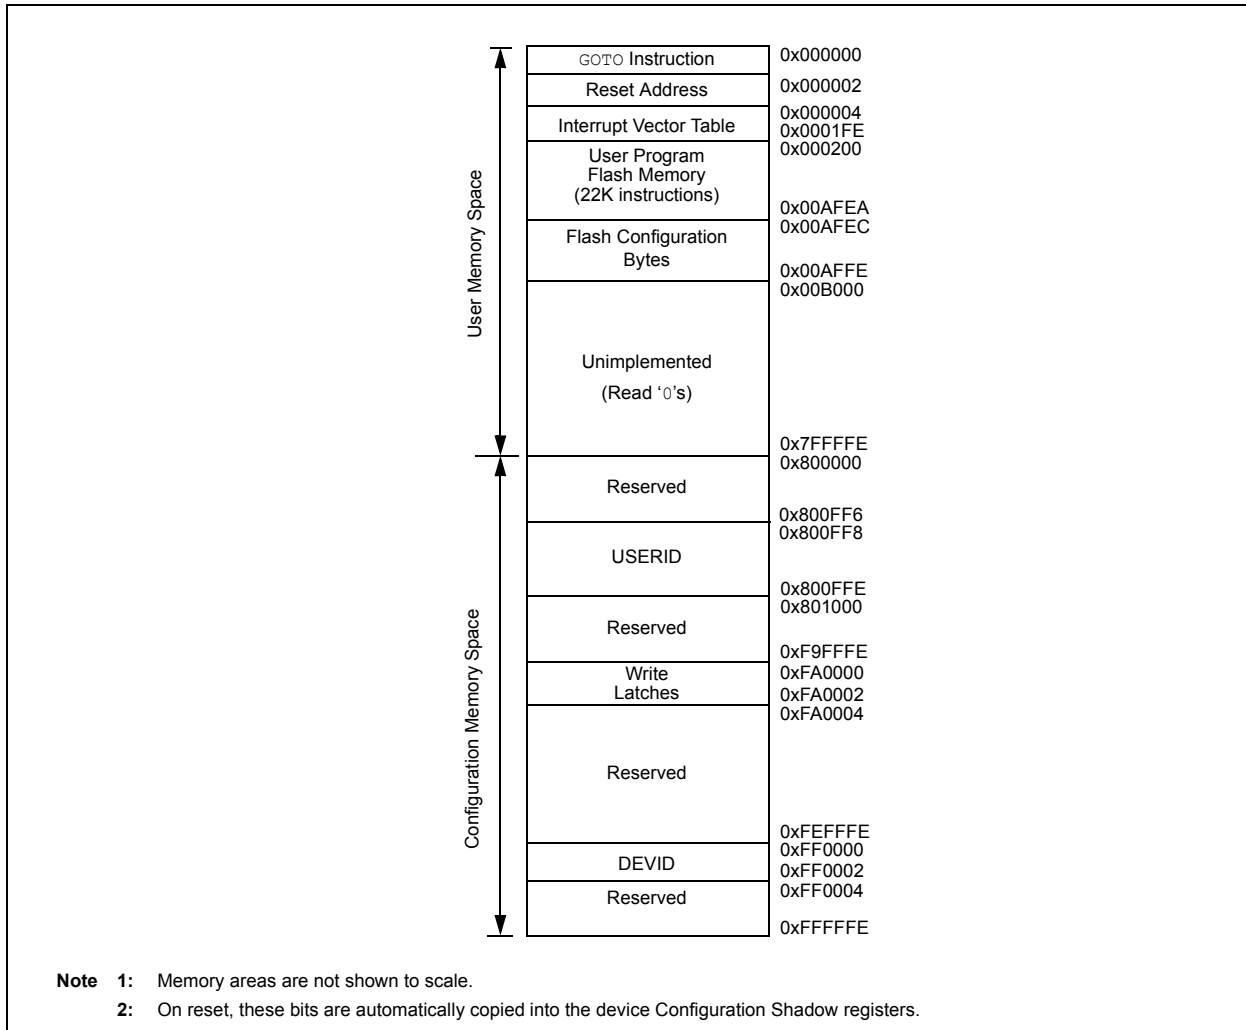 GOTO Instruction 0x000000
Reset Address 0x000002
0x000004
Interrupt Vector Table 0x0001FE
0x000200
User Program
Flash Memory
(22K instructions)
0x00AFEA
0x00AFEC
Flash Configuration
Bytes
0x00AFFE
0x00B000
User Memory Space
Unimplemented
(Read ‘0’s)
0x7FFFFE
0x800000
Reserved
0x800FF6
0x800FF8
USERID
0x800FFE
0x801000
Reserved
0xF9FFFE
Write 0xFA0000
Latches 0xFA0002
0xFA0004
Configuration Memory Space
Reserved
0xFEFFFE
0xFF0000
DEVID
0xFF0002
Reserved 0xFF0004
0xFFFFFE
Note 1: Memory areas are not shown to scale.
2: On reset, these bits are automatically copied into the device Configuration Shadow registers.